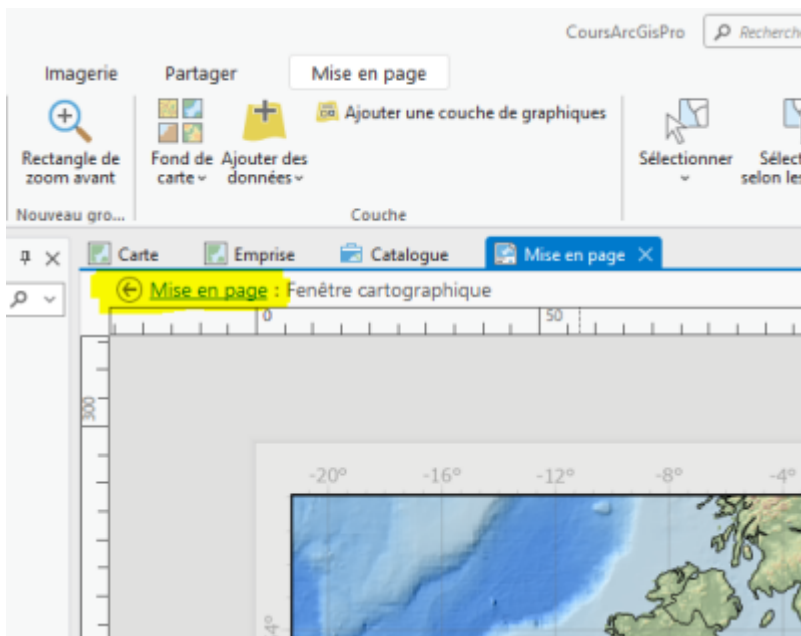 CoursArcGisPro
Recherche
Imagerie Partager Mise en page
Ajouter une couche de graphiques
Rectangle de zoom avant
Fond de carte
Ajouter des données
Sélectionner
Sélect
selon les
Nouveau gro...
Couche
Carte Emprise Catalogue Mise en page
Mise en page : Fenêtre cartographique
0 50
300
-20° -16° -12° -8° -4°